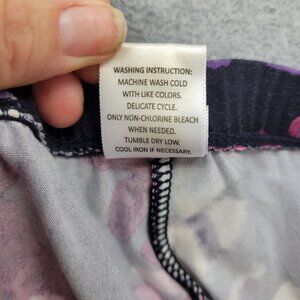 WASHING INSTRUCTION:
MACHINE WASH COLD
WITH LIKE COLORS.
DELICATE CYCLE.
ONLY NON-CHLORINE BLEACH
WHEN NEEDED.
TUMBLE DRY LOW.
COOL IRON IF NECESSARY.